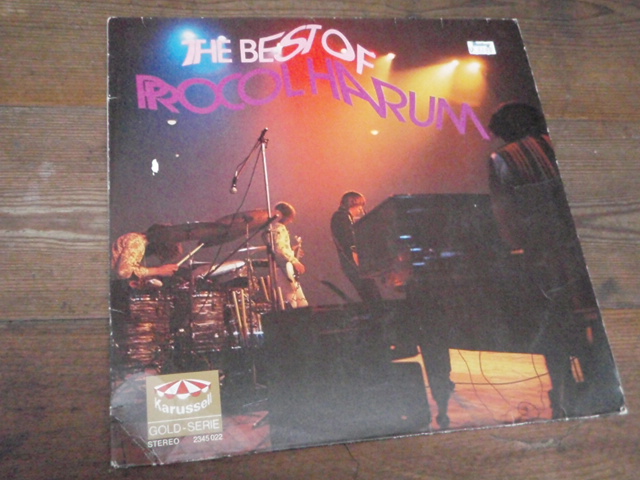 THE BEST OF
PROCOL HARUM
Karussell
GOLD-SERIE
STEREO 2345 022